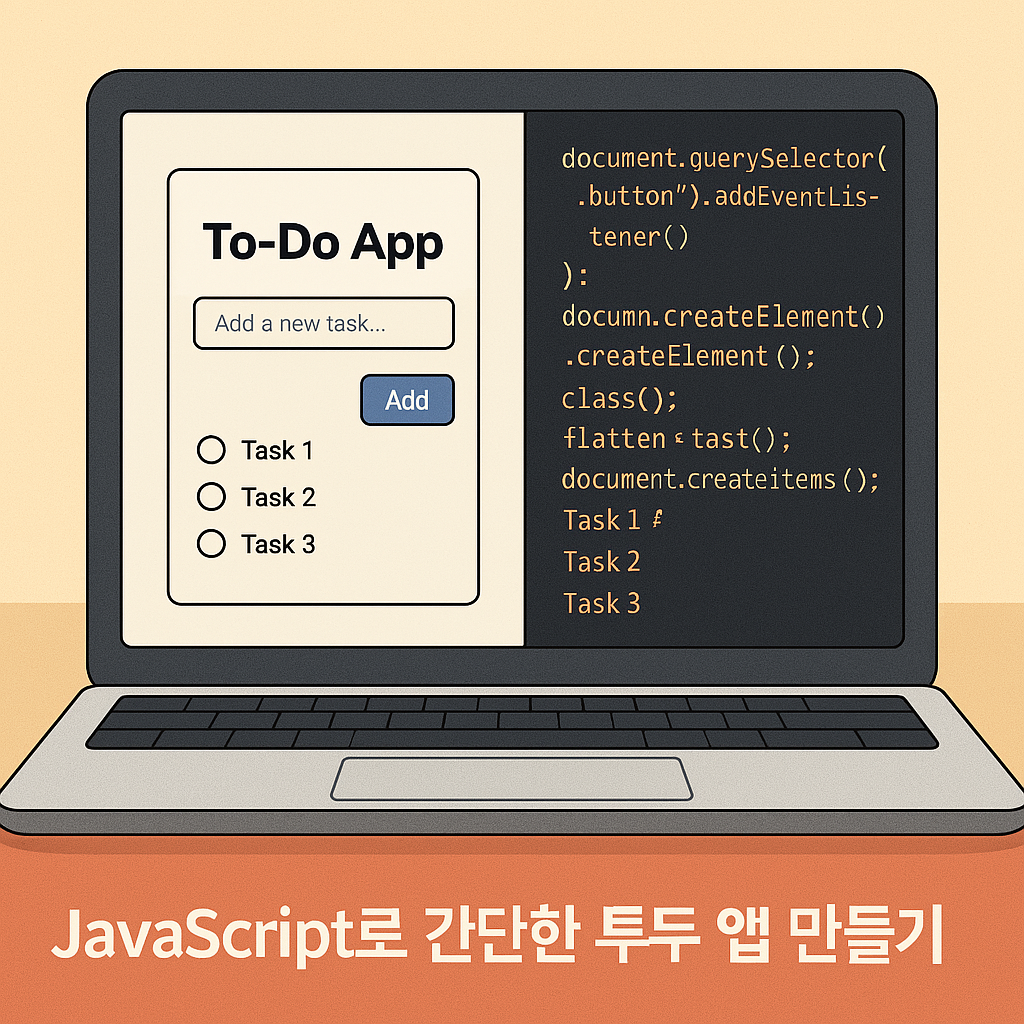 To-Do App
Add a new task...
Add
Task 1
Task 2
Task 3
document.guerySelector(
.button").addEventLis-
tener()
):
documn.createElement()
.createElement();
class();
flatten tast();
document.createitems();
Task 1
Task 2
Task 3
JavaScript로 간단한 투두 앱 만들기